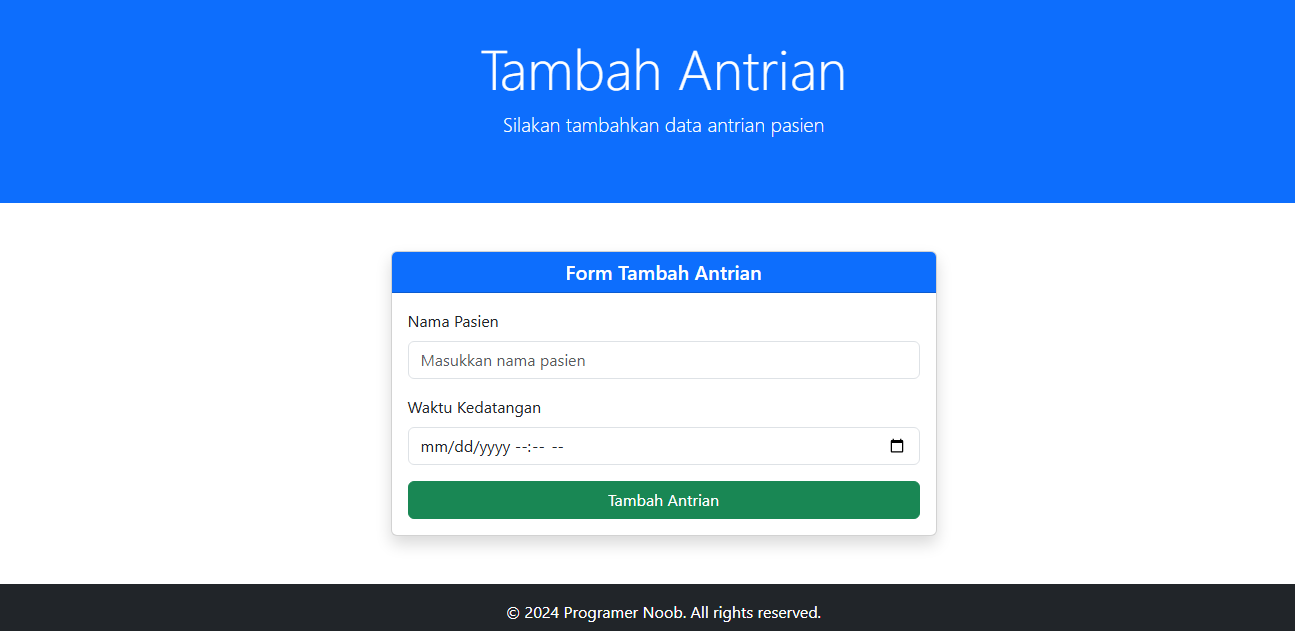 Tambah Antrian
Silakan tambahkan data antrian pasien
Form Tambah Antrian
Nama Pasien
Masukkan nama pasien
Waktu Kedatangan
mm/dd/yyyy --:-- --
Tambah Antrian
© 2024 Programer Noob. All rights reserved.